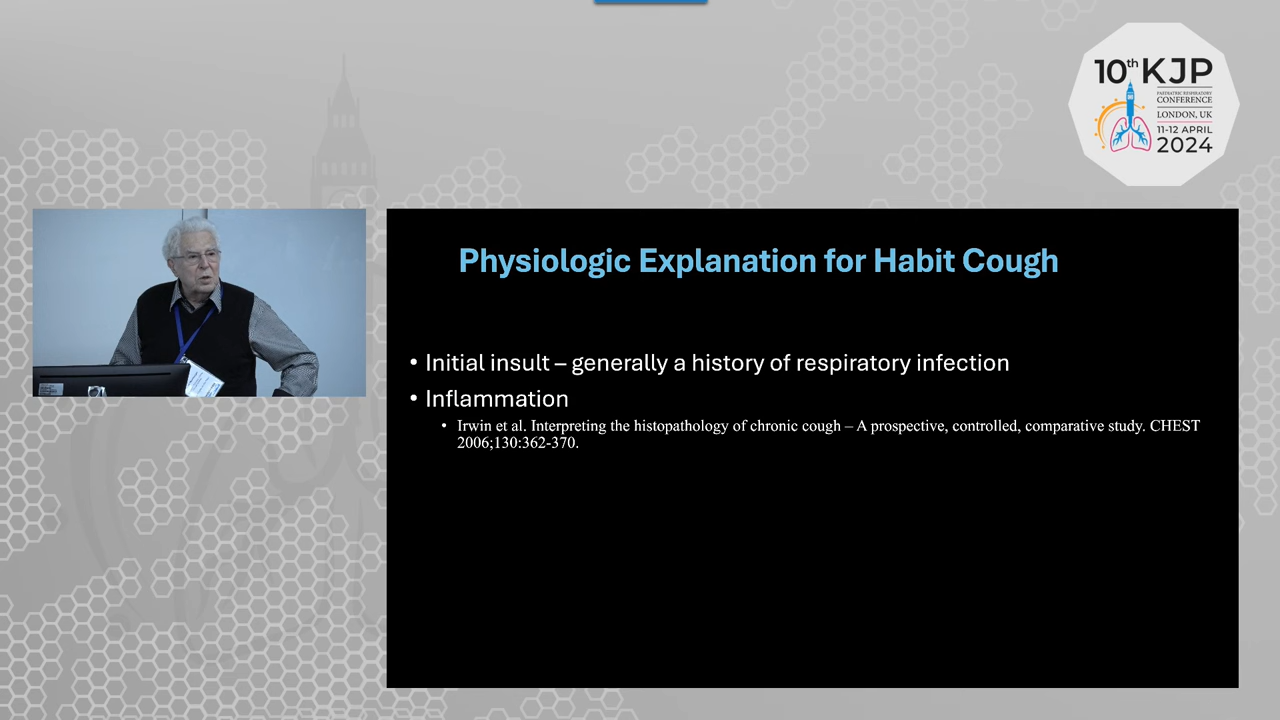 10th KJP
PAEDIATRIC RESPIRATORY
CONFERENCE
LONDON, UK
11-12 APRIL
2024
Physiologic Explanation for Habit Cough
• Initial insult – generally a history of respiratory infection
• Inflammation
• Irwin et al. Interpreting the histopathology of chronic cough – A prospective, controlled, comparative study. CHEST
2006;130:362-370.